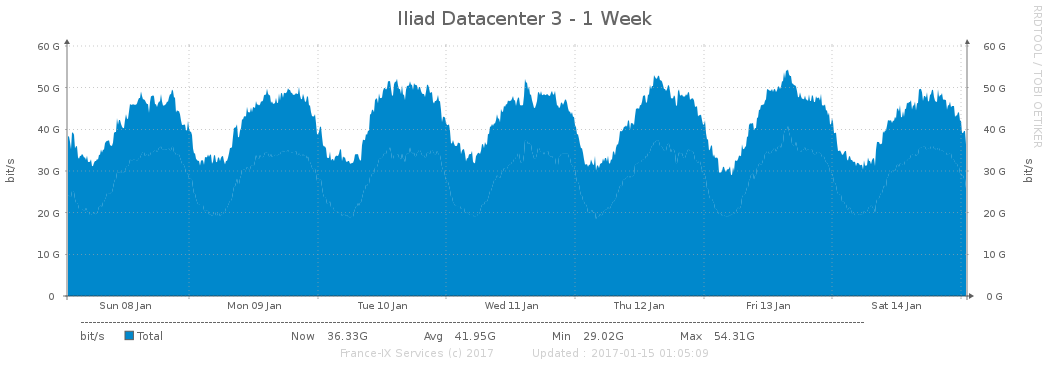 Iliad Datacenter 3 - 1 Week
RRDTOOL / TOBI OETIKER
bit/s
60 G 60 G
50 G 50 G
40 G 40 G
30 G 30 G
20 G 20 G
10 G 10 G
0 0 G
bit/s
Sun 08 Jan Mon 09 Jan Tue 10 Jan Wed 11 Jan Thu 12 Jan Fri 13 Jan Sat 14 Jan
bit/s Total Now 36.33G Avg 41.95G Min 29.02G Max 54.31G
France-IX Services (c) 2017 Updated : 2017-01-15 01:05:09